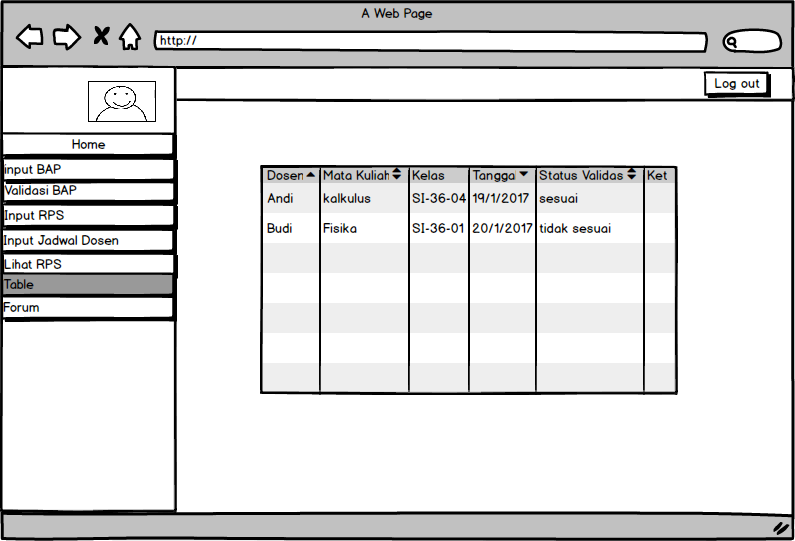 A Web Page
http://
Log out
Home
input BAP
Validasi BAP
Input RPS
Input Jadwal Dosen
Lihat RPS
Table
Forum
Dosen Mata Kuliah Kelas Tangga Status Validas Ket
Andi kalkulus SI-36-04 19/1/2017 sesuai
Budi Fisika SI-36-01 20/1/2017 tidak sesuai